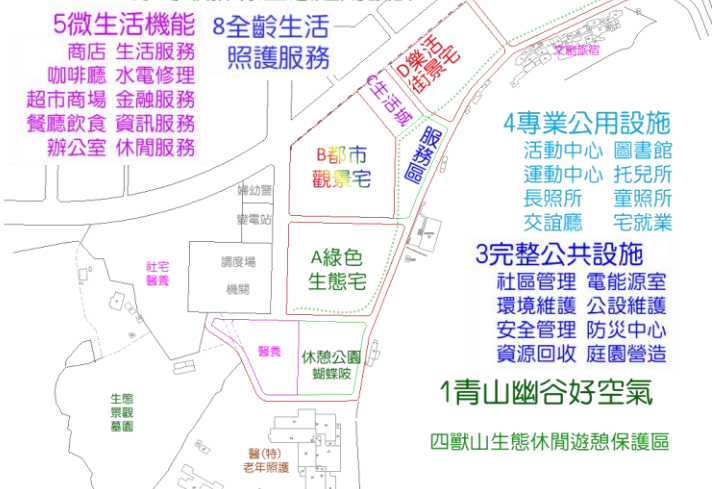 5微生活機能
商店 生活服務
咖啡廳 水電修理
超市商場 金融服務
餐廳飲食 資訊服務
辦公室 休閒服務
8全齡生活
照護服務
D樂活
街景宅
文創旅宿
C生活城
服務區
B都市
觀景宅
4專業公用設施
活動中心 圖書館
運動中心 托兒所
長照所 童照所
交誼廳 宅就業
婦幼警
變電站
A綠色
生態宅
調度場
機關
社宅
醫養
3完整公共設施
社區管理 電能源室
環境維護 公設維護
安全管理 防災中心
資源回收 庭園營造
醫養
休憩公園
蝴蝶陂
1青山幽谷好空氣
生態
景觀
墓園
四獸山生態休閒遊憩保護區
醫(特)
老年照護